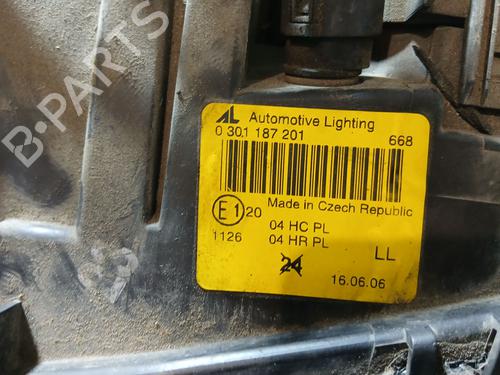 B-PARTS
AL Automotive Lighting
0 301 187 201 668
Made in Czech Republic
E1 20
1126 04 HC PL
04 HR PL LL
24
16.06.06